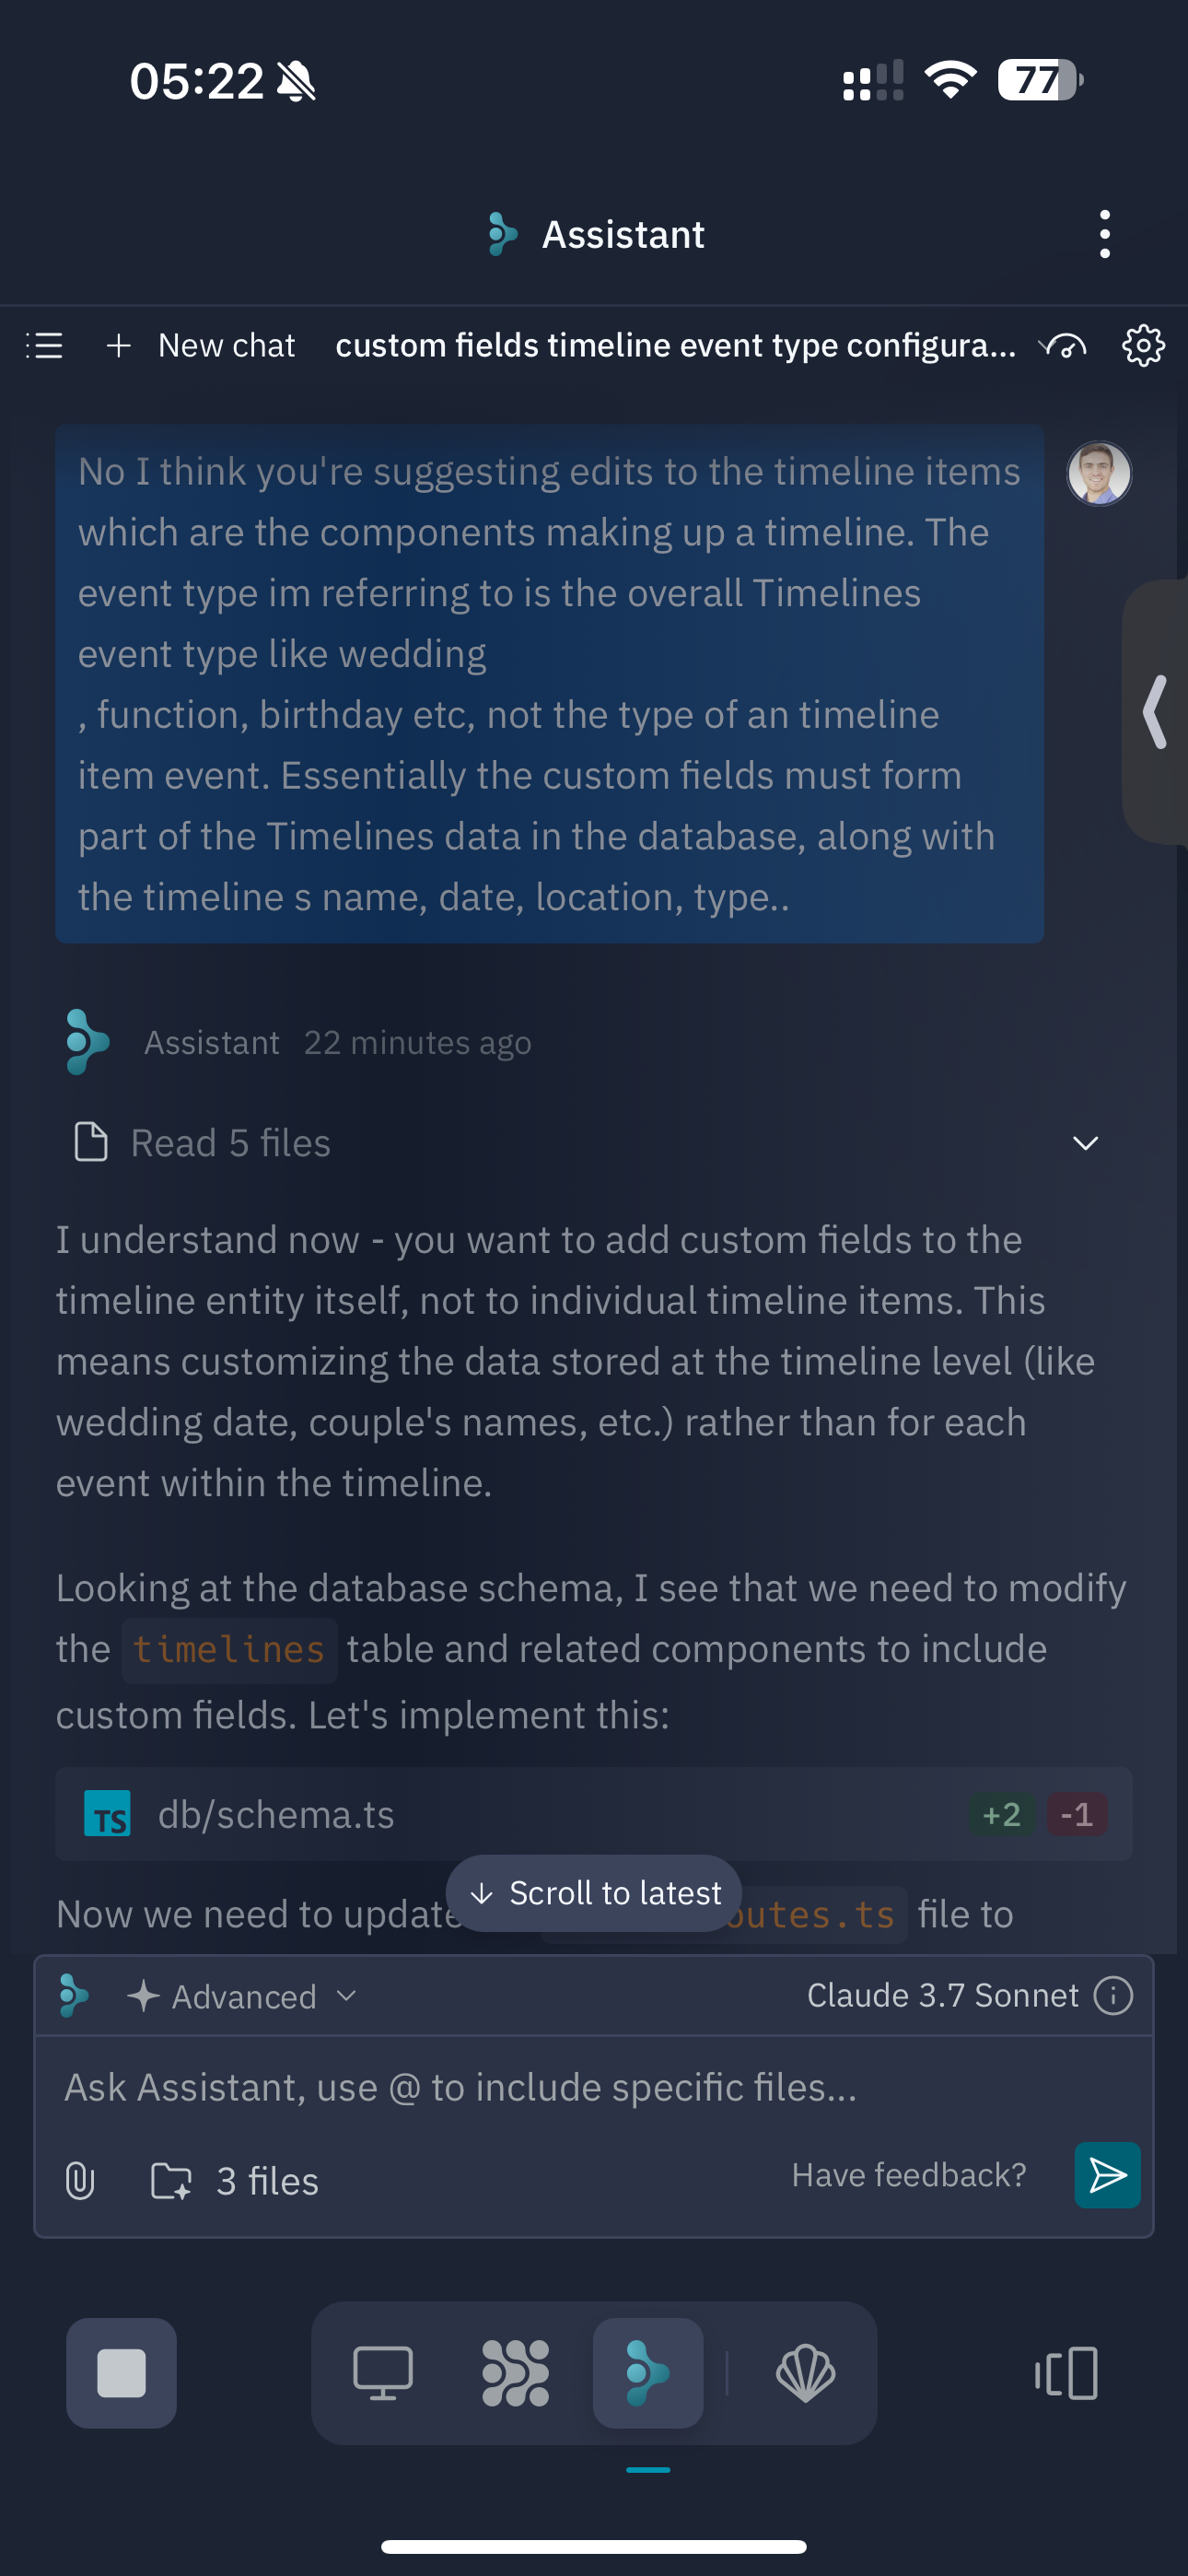 05:22
77
Assistant
New chat
custom fields timeline event type configura...
No I think you're suggesting edits to the timeline items
which are the components making up a timeline. The
event type im referring to is the overall Timelines
event type like wedding
, function, birthday etc, not the type of an timeline
item event. Essentially the custom fields must form
part of the Timelines data in the database, along with
the timeline s name, date, location, type..
Assistant 22 minutes ago
Read 5 files
I understand now - you want to add custom fields to the
timeline entity itself, not to individual timeline items. This
means customizing the data stored at the timeline level (like
wedding date, couple's names, etc.) rather than for each
event within the timeline.
Looking at the database schema, I see that we need to modify
the timelines table and related components to include
custom fields. Let's implement this:
TS db/schema.ts +2 -1
Scroll to latest
Now we need to update outes.ts file to
Advanced
Claude 3.7 Sonnet
Ask Assistant, use @ to include specific files...
3 files
Have feedback?